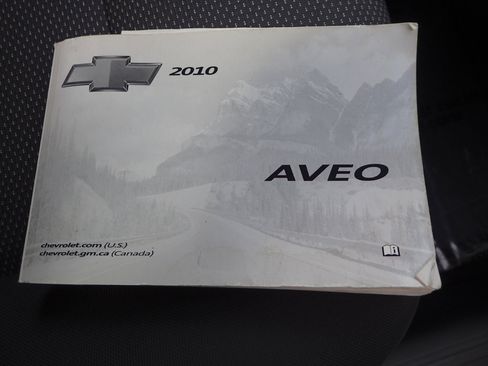 2010
AVEO
chevrolet.com (U.S.)
chevrolet.gm.ca (Canada)